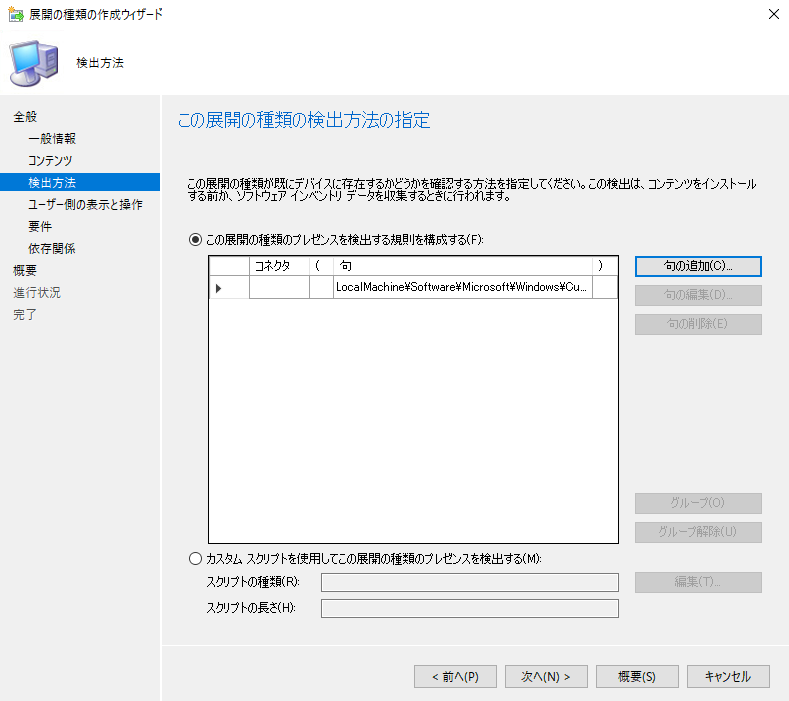 展開の種類の作成ウィザード
検出方法
全般
一般情報
コンテンツ
検出方法
ユーザー側の表示と操作
要件
依存関係
概要
進行状況
完了
この展開の種類の検出方法の指定
この展開の種類が既にデバイスに存在するかどうかを確認する方法を指定してください。この検出は、コンテンツをインストール
する前か、ソフトウェア インベントリ データを収集するときに行われます。
この展開の種類のプレゼンスを検出する規則を構成する(F):
コネクタ ( 句 )
LocalMachine¥Software¥Microsoft¥Windows¥Cu...
句の追加(C)...
句の編集(D)...
句の削除(E)
グループ(O)
グループ解除(U)
カスタム スクリプトを使用してこの展開の種類のプレゼンスを検出する(M):
スクリプトの種類(R):
編集(T)...
スクリプトの長さ(H):
< 前へ(P) 次へ(N) > 概要(S) キャンセル